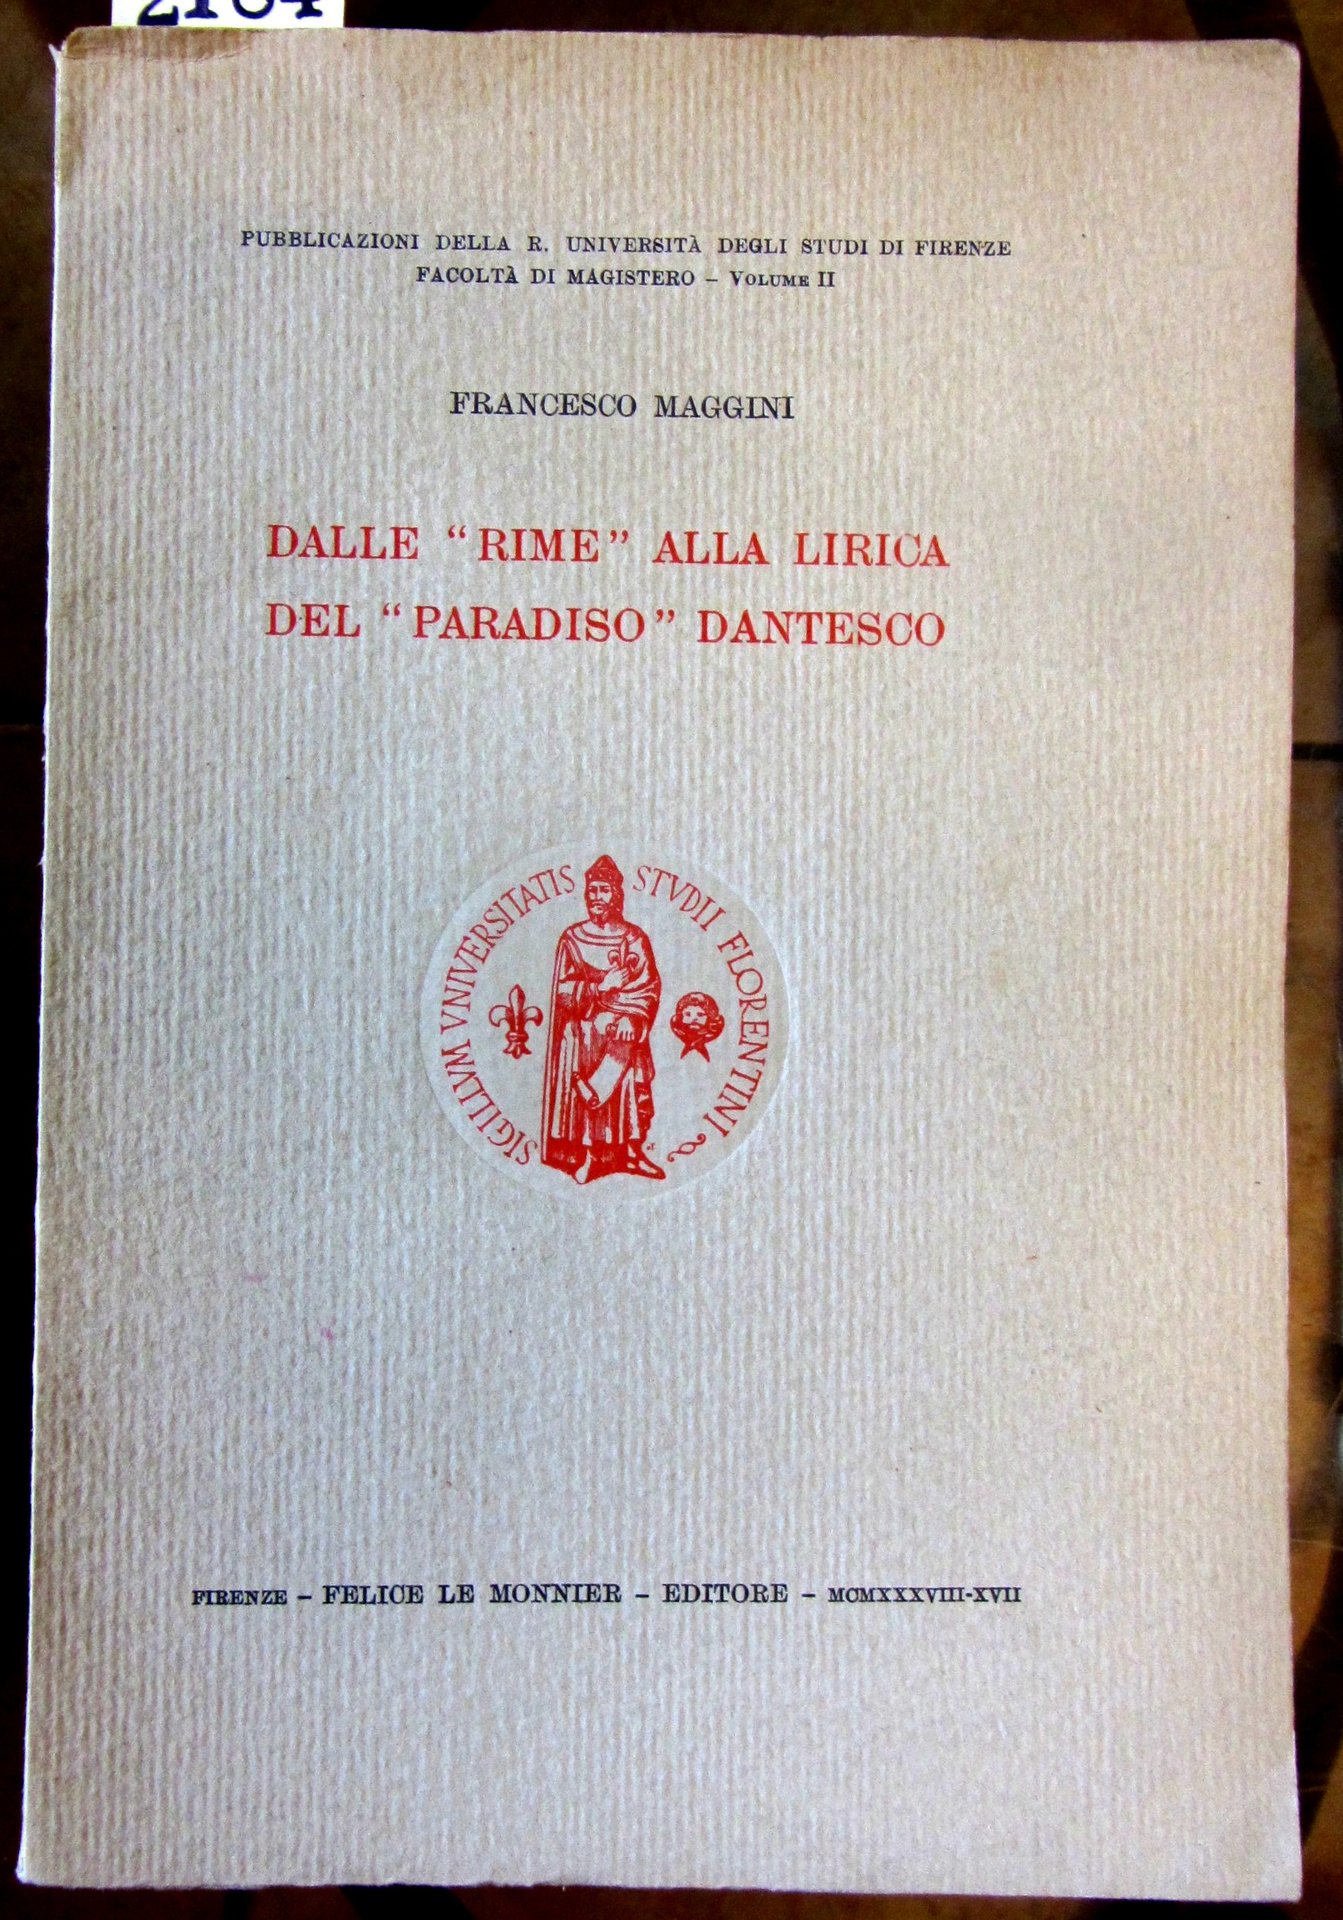 PUBBLICAZIONI DELLA R. UNIVERSITÀ DEGLI STUDI DI FIRENZE
FACOLTÀ DI MAGISTERO – VOLUME II
FRANCESCO MAGGINI
DALLE “RIME” ALLA LIRICA
DEL “PARADISO” DANTESCO
SIGILLVM VNIVERSITATIS STVDII FLORENTINI
FIRENZE – FELICE LE MONNIER – EDITORE – MCMXXXVIII-XVII